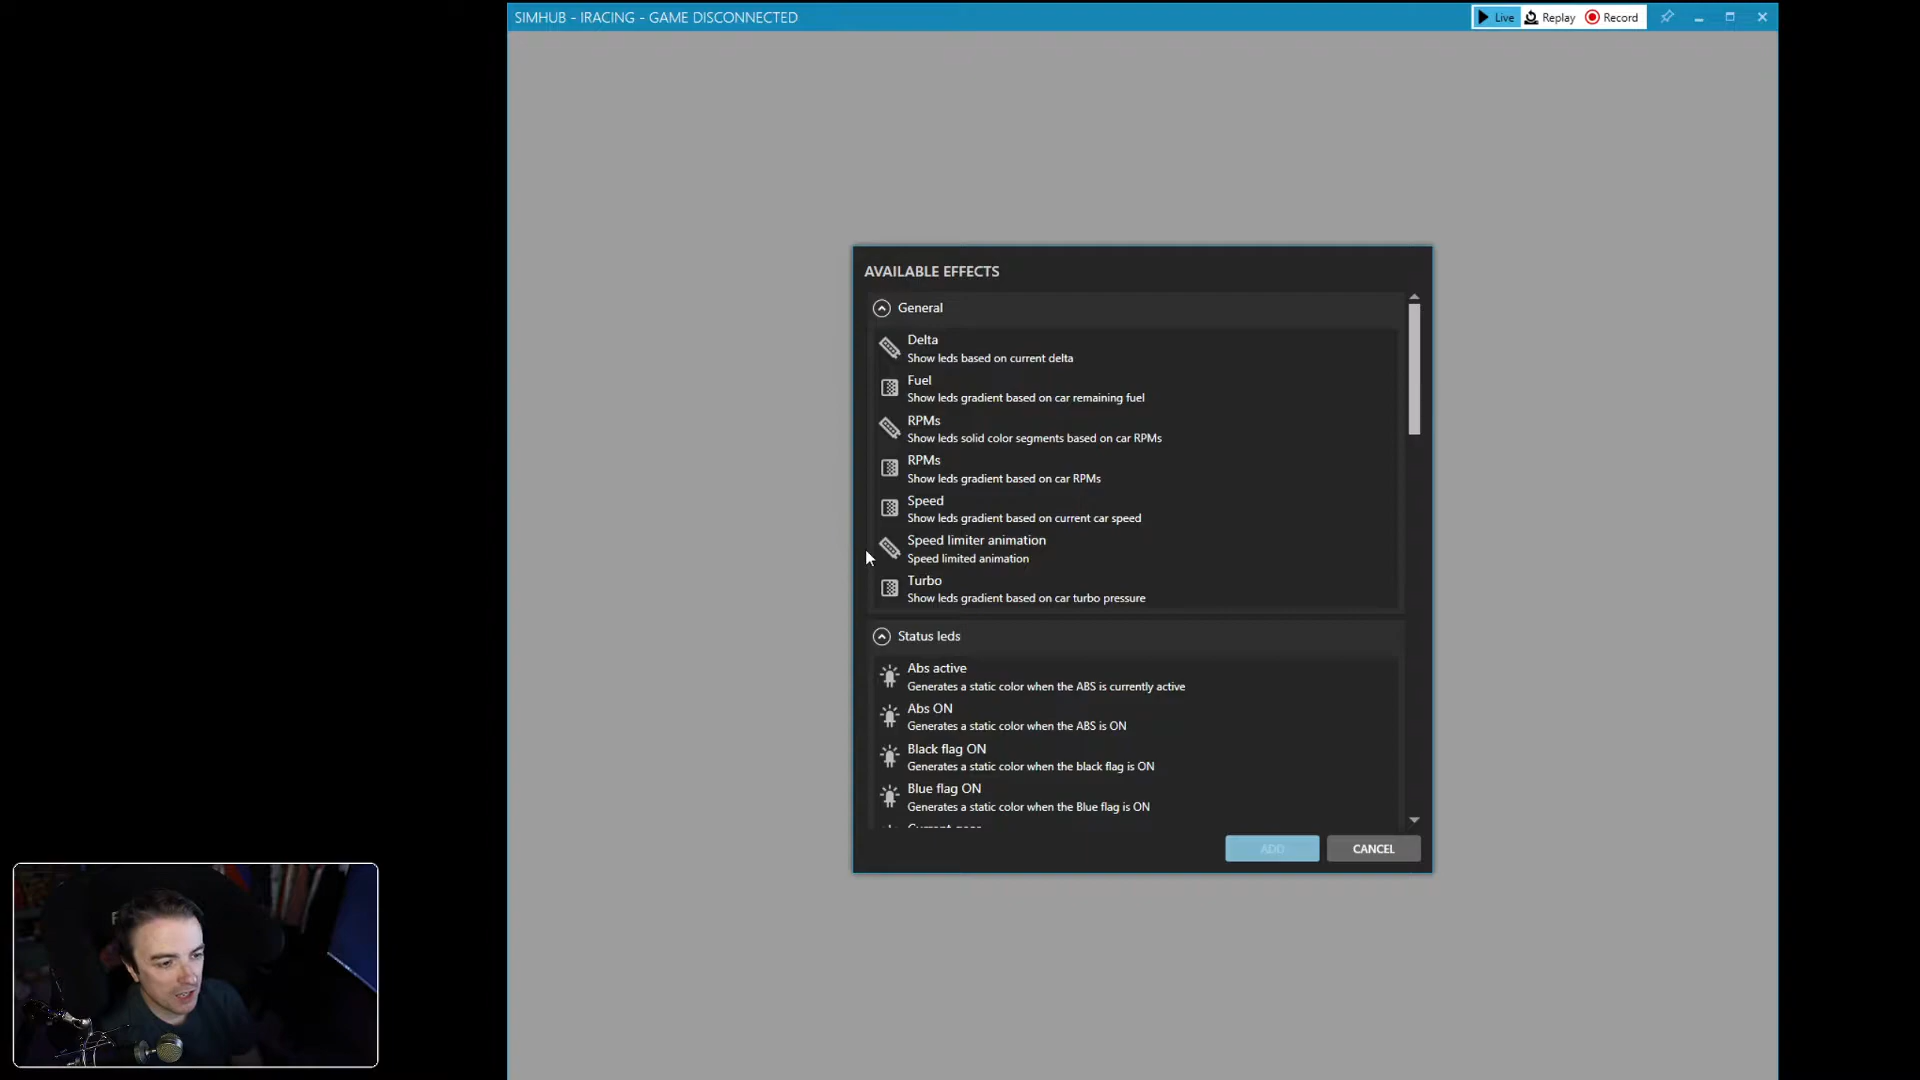 SIMHUB - IRACING - GAME DISCONNECTED
Live
Replay
Record
AVAILABLE EFFECTS
General
Delta
Show leds based on current delta
Fuel
Show leds gradient based on car remaining fuel
RPMs
Show leds solid color segments based on car RPMs
RPMs
Show leds gradient based on car RPMs
Speed
Show leds gradient based on current car speed
Speed limiter animation
Speed limited animation
Turbo
Show leds gradient based on car turbo pressure
Status leds
Abs active
Generates a static color when the ABS is currently active
Abs ON
Generates a static color when the ABS is ON
Black flag ON
Generates a static color when the black flag is ON
Blue flag ON
Generates a static color when the Blue flag is ON
ADD
CANCEL